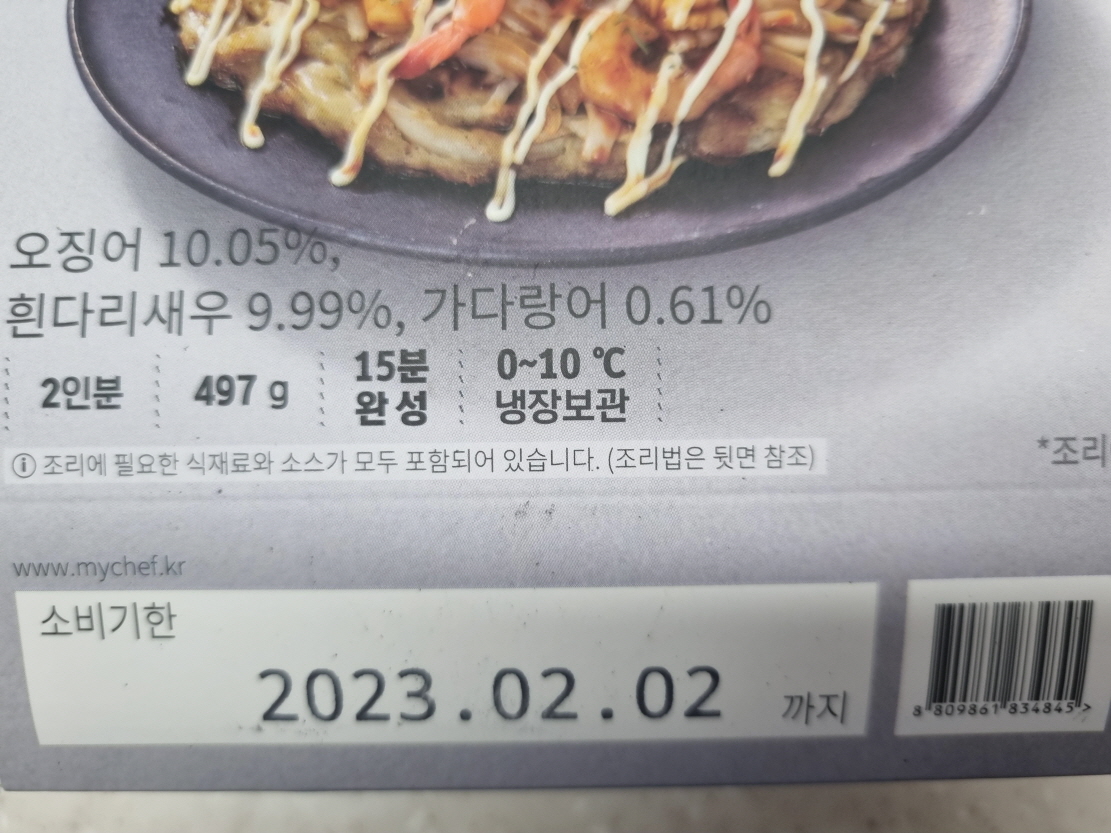 오징어 10.05%,
흰다리새우 9.99%, 가다랑어 0.61%
2인분
497 g
15분
완성
0~10 ℃
냉장보관
ⓘ 조리에 필요한 식재료와 소스가 모두 포함되어 있습니다. (조리법은 뒷면 참조)
*조리
www.mychef.kr
소비기한
2023.02.02 까지
8 809861 834845 >